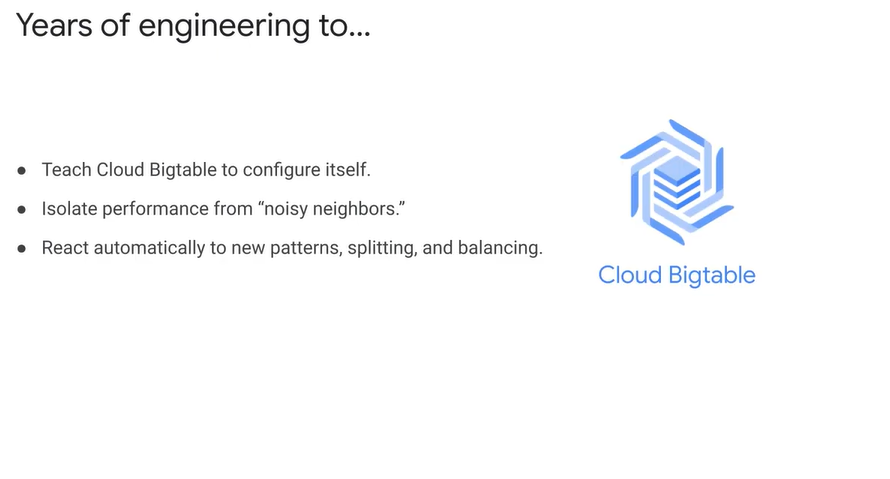 Years of engineering to...
● Teach Cloud Bigtable to configure itself.
● Isolate performance from “noisy neighbors.”
● React automatically to new patterns, splitting, and balancing.
Cloud Bigtable